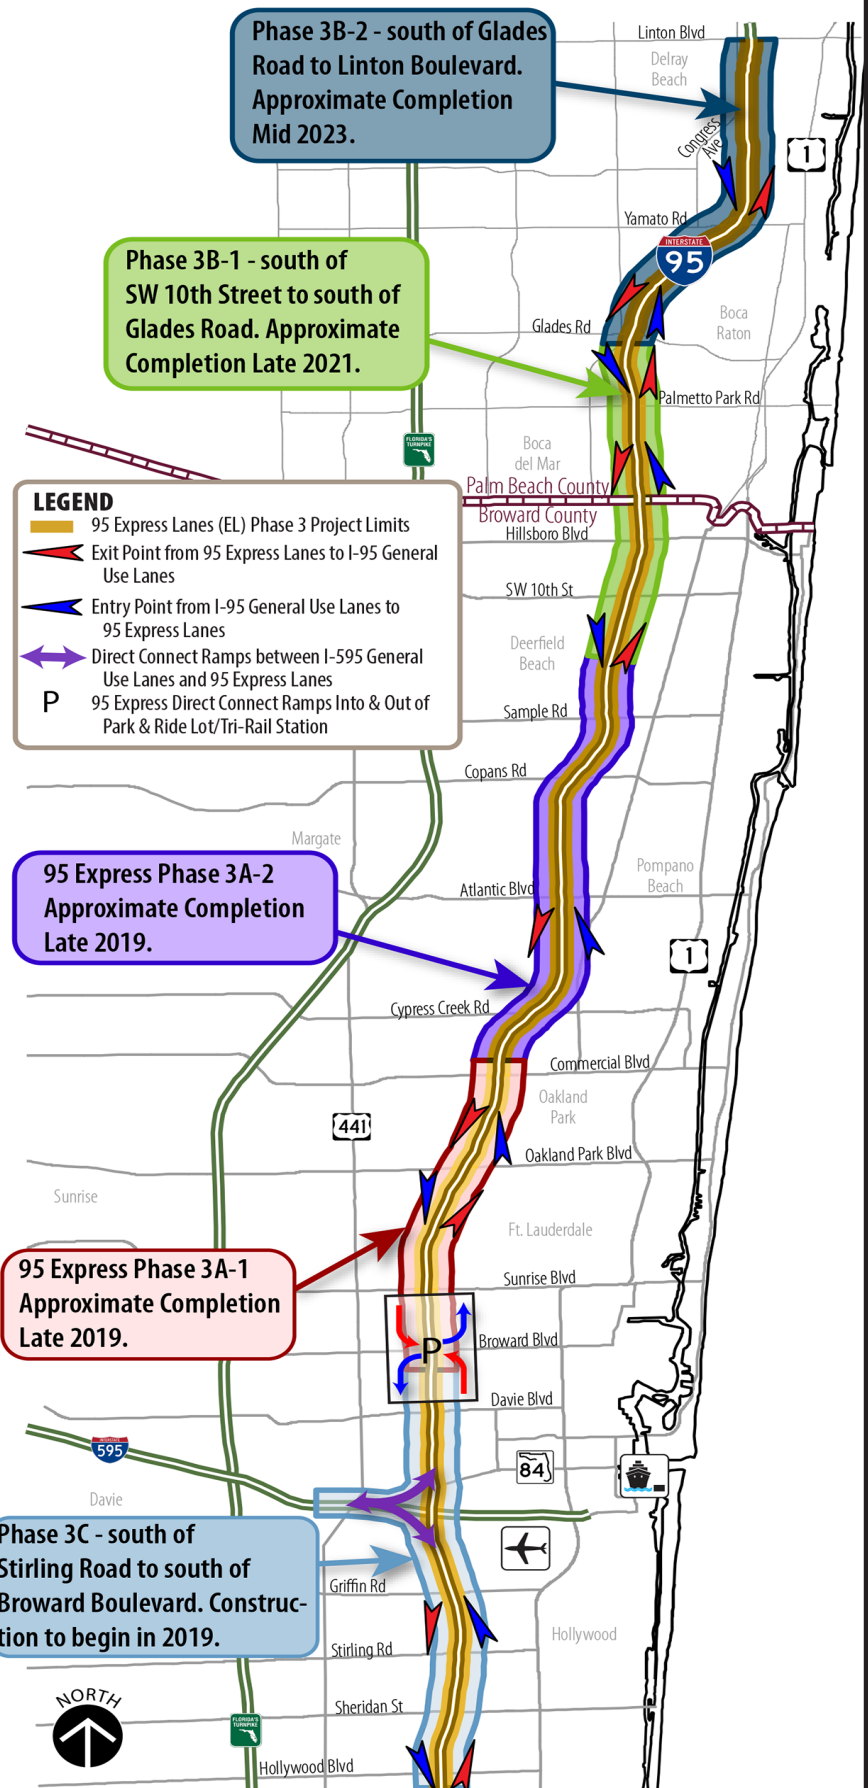 Phase 3B-2 - south of Glades
Road to Linton Boulevard.
Approximate Completion
Mid 2023.
Linton Blvd
Delray
Beach
Congress
Ave
1
Yamato Rd
INTERSTATE
95
Phase 3B-1 - south of
SW 10th Street to south of
Glades Road. Approximate
Completion Late 2021.
Glades Rd
Boca
Raton
Palmetto Park Rd
FLORIDA'S
TURNPIKE
Boca
del Mar
Palm Beach County
Broward County
Hillsboro Blvd
LEGEND
95 Express Lanes (EL) Phase 3 Project Limits
Exit Point from 95 Express Lanes to I-95 General
Use Lanes
Entry Point from I-95 General Use Lanes to
95 Express Lanes
Direct Connect Ramps between I-595 General
Use Lanes and 95 Express Lanes
P
95 Express Direct Connect Ramps Into & Out of
Park & Ride Lot/Tri-Rail Station
SW 10th St
Deerfield
Beach
Sample Rd
Copans Rd
Margate
95 Express Phase 3A-2
Approximate Completion
Late 2019.
Atlantic Blvd
Pompano
Beach
1
Cypress Creek Rd
Commercial Blvd
Oakland
Park
441
Oakland Park Blvd
Sunrise
Ft. Lauderdale
95 Express Phase 3A-1
Approximate Completion
Late 2019.
Sunrise Blvd
P
Broward Blvd
Davie Blvd
INTERSTATE
595
84
Davie
Phase 3C - south of
Stirling Road to south of
Broward Boulevard. Construc-
tion to begin in 2019.
Griffin Rd
Hollywood
Stirling Rd
NORTH
Sheridan St
FLORIDA'S
TURNPIKE
Hollywood Blvd